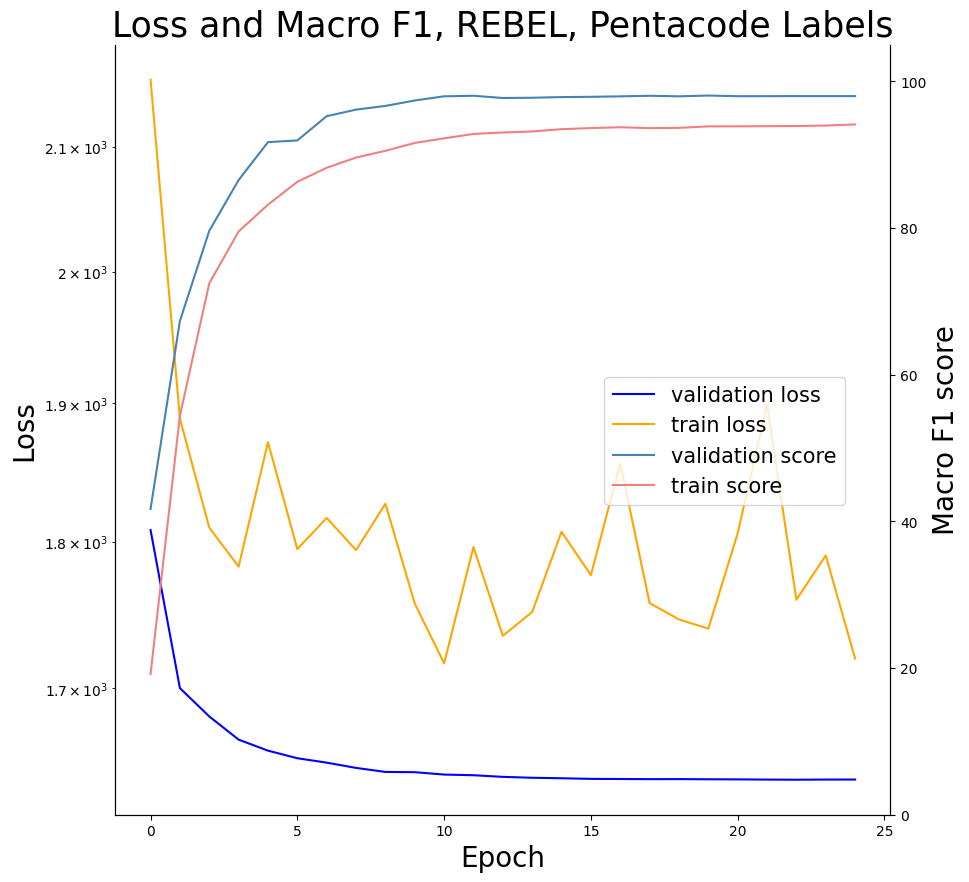 Loss and Macro F1, REBEL, Pentacode Labels
2.1 × 10³
2 × 10³
1.9 × 10³
1.8 × 10³
1.7 × 10³
Loss
100
80
60
40
20
0
Macro F1 score
validation loss
train loss
validation score
train score
0 5 10 15 20 25
Epoch